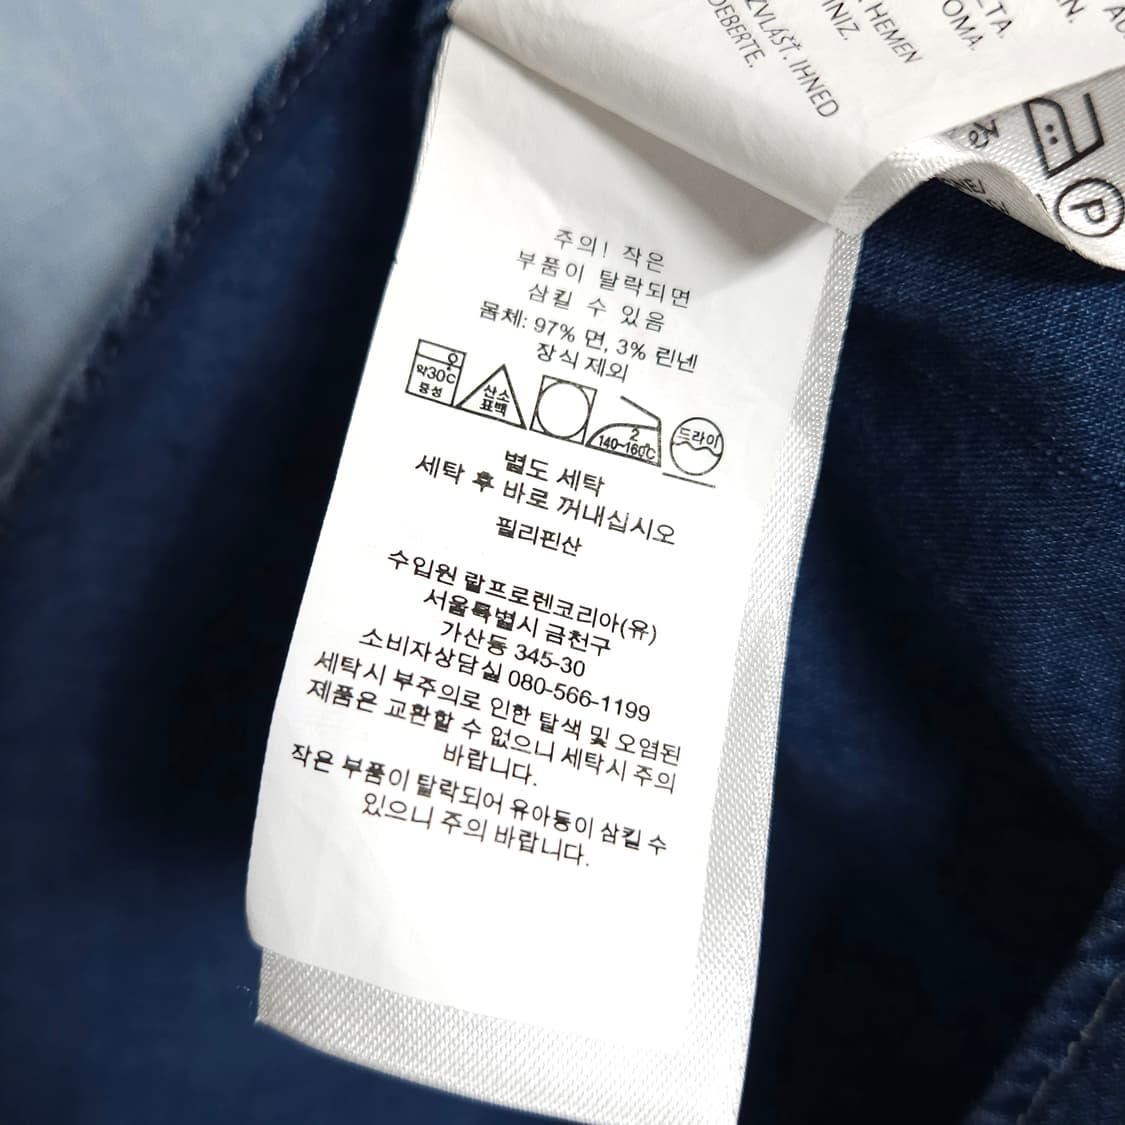 ZVLÁŠŤ. IHNED
DEBERTE.
HEMEN
INIZ.
LTA
OMA.
EN.
P
주의! 작은
부품이 탈락되면
삼킬 수 있음
몸체: 97% 면, 3% 린넨
장식 제외
약30℃
중성
산소
표백
2
140~160℃
드라이
별도 세탁
세탁 후 바로 꺼내십시오
필리핀산
수입원 랄프로렌코리아(유)
서울특별시 금천구
가산동 345-30
소비자상담실 080-566-1199
세탁시 부주의로 인한 탈색 및 오염된
제품은 교환할 수 없으니 세탁시 주의
바랍니다.
작은 부품이 탈락되어 유아동이 삼킬 수
있으니 주의 바랍니다.